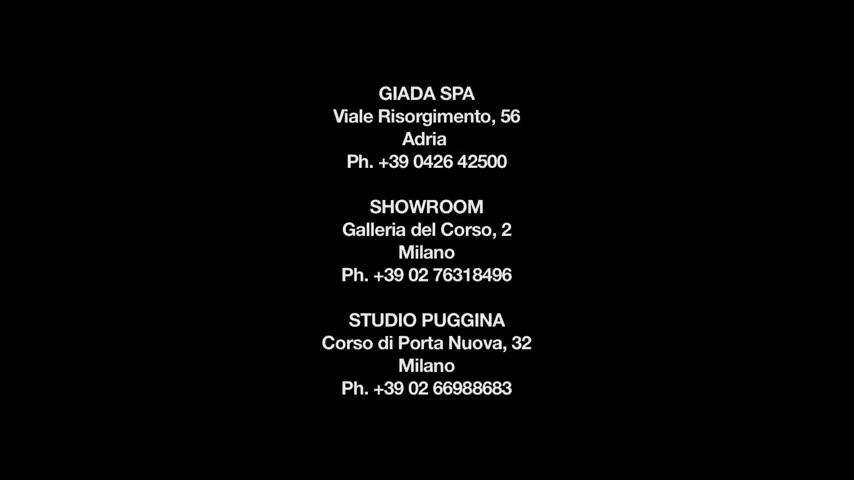 GIADA SPA
Viale Risorgimento, 56
Adria
Ph. +39 0426 42500
SHOWROOM
Galleria del Corso, 2
Milano
Ph. +39 02 76318496
STUDIO PUGGINA
Corso di Porta Nuova, 32
Milano
Ph. +39 02 66988683